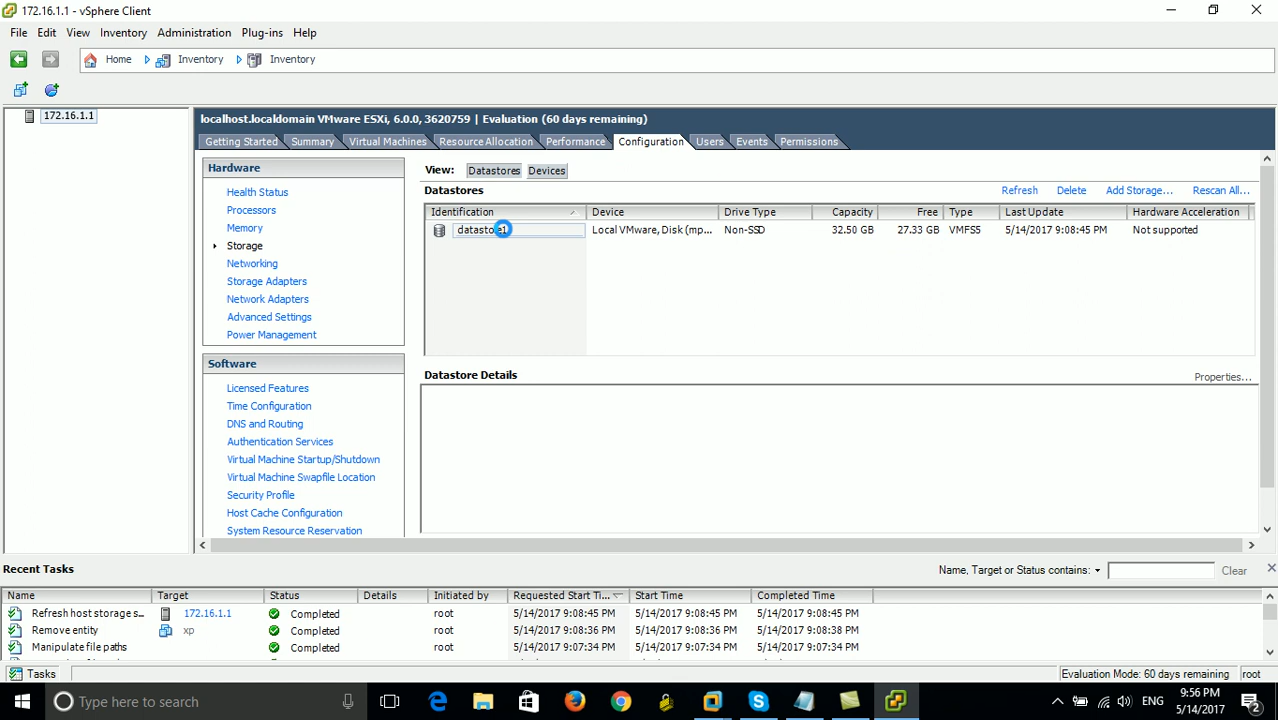 172.16.1.1 - vSphere Client
File Edit View Inventory Administration Plug-ins Help
Home Inventory Inventory
172.16.1.1
localhost.localdomain VMware ESXi, 6.0.0, 3620759 | Evaluation (60 days remaining)
Getting Started Summary Virtual Machines Resource Allocation Performance Configuration Users Events Permissions
Hardware
Health Status
Processors
Memory
Storage
Networking
Storage Adapters
Network Adapters
Advanced Settings
Power Management
Software
Licensed Features
Time Configuration
DNS and Routing
Authentication Services
Virtual Machine Startup/Shutdown
Virtual Machine Swapfile Location
Security Profile
Host Cache Configuration
System Resource Reservation
View: Datastores Devices
Datastores Refresh Delete Add Storage... Rescan All...
Identification Device Drive Type Capacity Free Type Last Update Hardware Acceleration
datastore1 Local VMware, Disk (mp... Non-SSD 32.50 GB 27.33 GB VMFS5 5/14/2017 9:08:45 PM Not supported
Datastore Details Properties...
Recent Tasks Name, Target or Status contains: Clear
Name Target Status Details Initiated by Requested Start Ti... Start Time Completed Time
Refresh host storage s... 172.16.1.1 Completed root 5/14/2017 9:08:45 PM 5/14/2017 9:08:45 PM 5/14/2017 9:08:45 PM
Remove entity xp Completed root 5/14/2017 9:08:36 PM 5/14/2017 9:08:36 PM 5/14/2017 9:08:38 PM
Manipulate file paths Completed root 5/14/2017 9:07:34 PM 5/14/2017 9:07:34 PM 5/14/2017 9:07:34 PM
Tasks Evaluation Mode: 60 days remaining root
Type here to search ENG 9:56 PM
5/14/2017 2